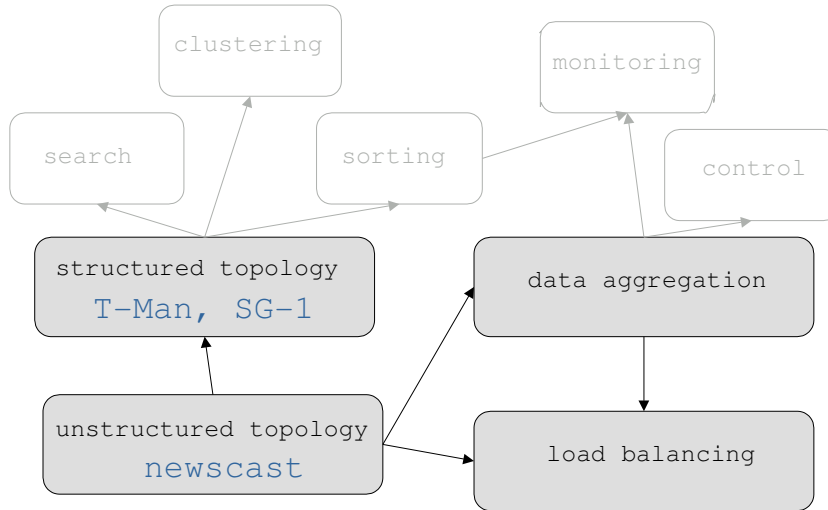 clustering
monitoring
search
sorting
control
structured topology
T-Man, SG-1
data aggregation
unstructured topology
newscast
load balancing